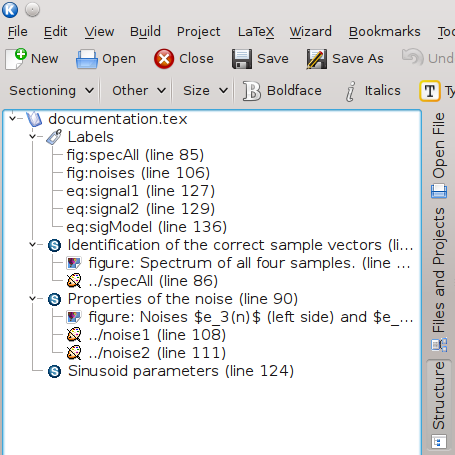 File Edit View Build Project LaTeX Wizard Bookmarks
New Open Close Save Save As Undo
Sectioning Other Size Boldface Italics
documentation.tex
Labels
fig:specAll (line 85)
fig:noises (line 106)
eq:signal1 (line 127)
eq:signal2 (line 129)
eq:sigModel (line 136)
Identification of the correct sample vectors (li...
figure: Spectrum of all four samples. (line ...
../specAll (line 86)
Properties of the noise (line 90)
figure: Noises $e_3(n)$ (left side) and $e_...
../noise1 (line 108)
../noise2 (line 111)
Sinusoid parameters (line 124)
Open File
Files and Projects
Structure